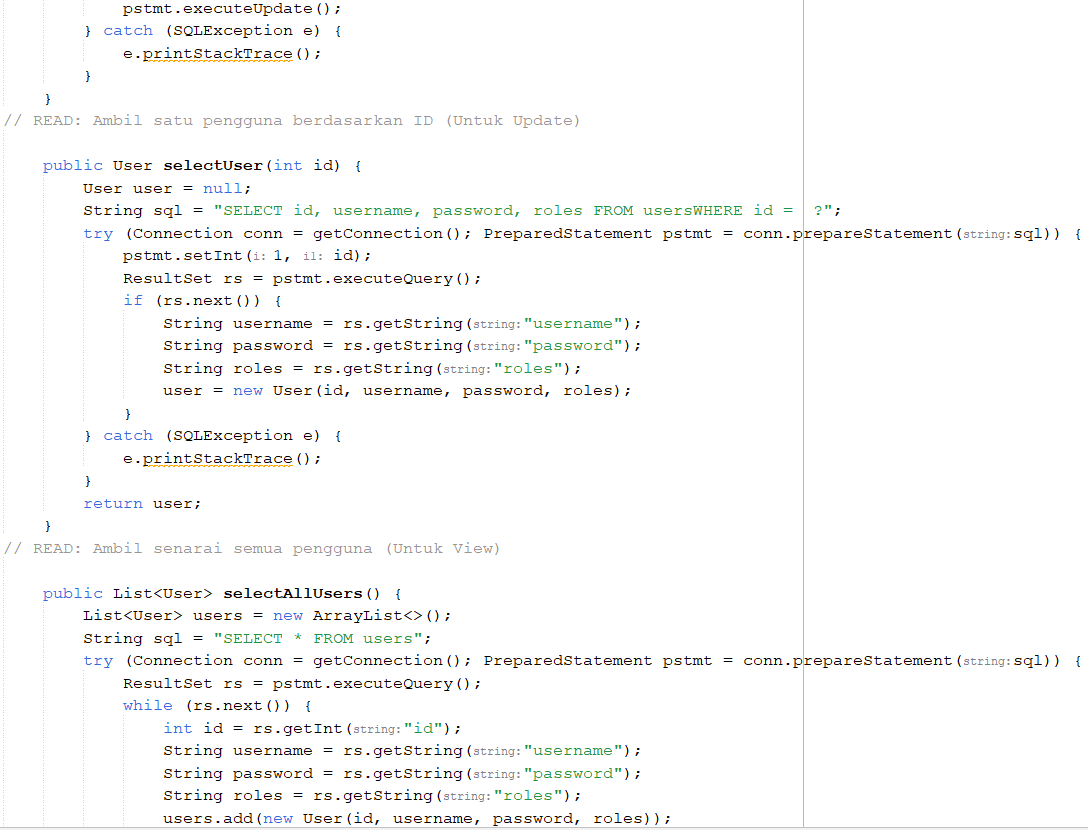 pstmt.executeUpdate();
} catch (SQLException e) {
e.printStackTrace();
}
}
// READ: Ambil satu pengguna berdasarkan ID (Untuk Update)
public User selectUser(int id) {
User user = null;
String sql = "SELECT id, username, password, roles FROM usersWHERE id =  ?";
try (Connection conn = getConnection(); PreparedStatement pstmt = conn.prepareStatement(string:sql)) {
pstmt.setInt(i:1, i1: id);
ResultSet rs = pstmt.executeQuery();
if (rs.next()) {
String username = rs.getString(string:"username");
String password = rs.getString(string:"password");
String roles = rs.getString(string:"roles");
user = new User(id, username, password, roles);
}
} catch (SQLException e) {
e.printStackTrace();
}
return user;
}
// READ: Ambil senarai semua pengguna (Untuk View)
public List<User> selectAllUsers() {
List<User> users = new ArrayList<>();
String sql = "SELECT * FROM users";
try (Connection conn = getConnection(); PreparedStatement pstmt = conn.prepareStatement(string:sql)) {
ResultSet rs = pstmt.executeQuery();
while (rs.next()) {
int id = rs.getInt(string:"id");
String username = rs.getString(string:"username");
String password = rs.getString(string:"password");
String roles = rs.getString(string:"roles");
users.add(new User(id, username, password, roles));